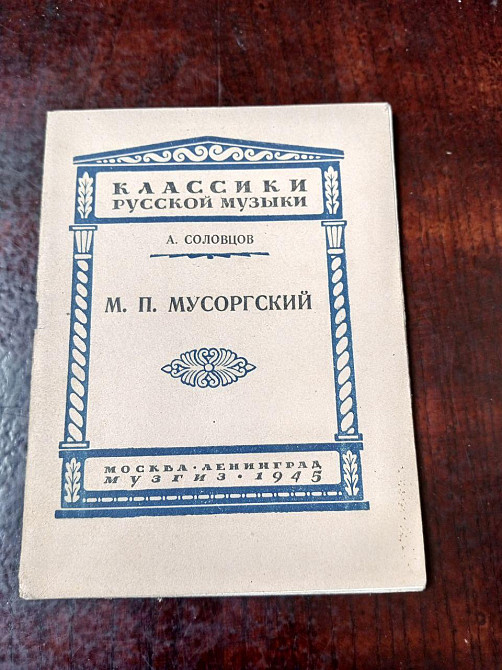 КЛАССИКИ
РУССКОЙ МУЗЫКИ
А. СОЛОВЦОВ
М. П. МУСОРГСКИЙ
МОСКВА · ЛЕНИНГРАД
МУЗГИЗ · 1945